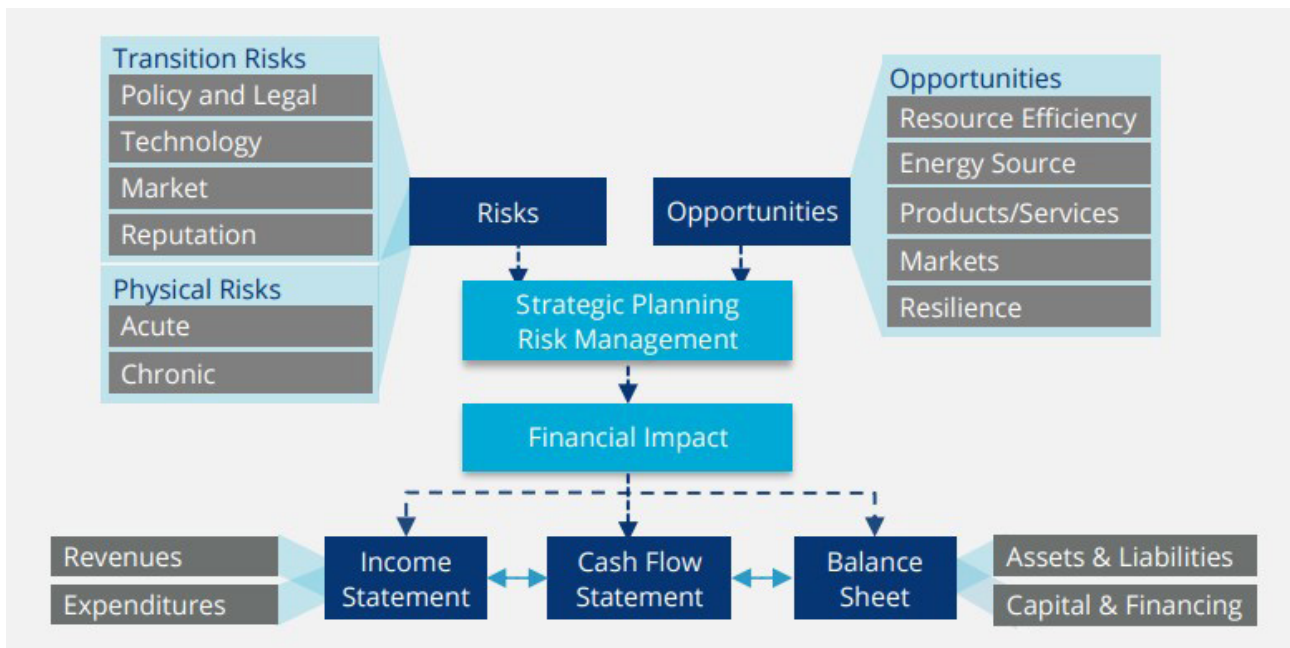 Transition Risks
Policy and Legal
Technology
Market
Reputation
Physical Risks
Acute
Chronic
Risks
Opportunities
Opportunities
Resource Efficiency
Energy Source
Products/Services
Markets
Resilience
Strategic Planning
Risk Management
Financial Impact
Revenues
Expenditures
Income
Statement
Cash Flow
Statement
Balance
Sheet
Assets & Liabilities
Capital & Financing